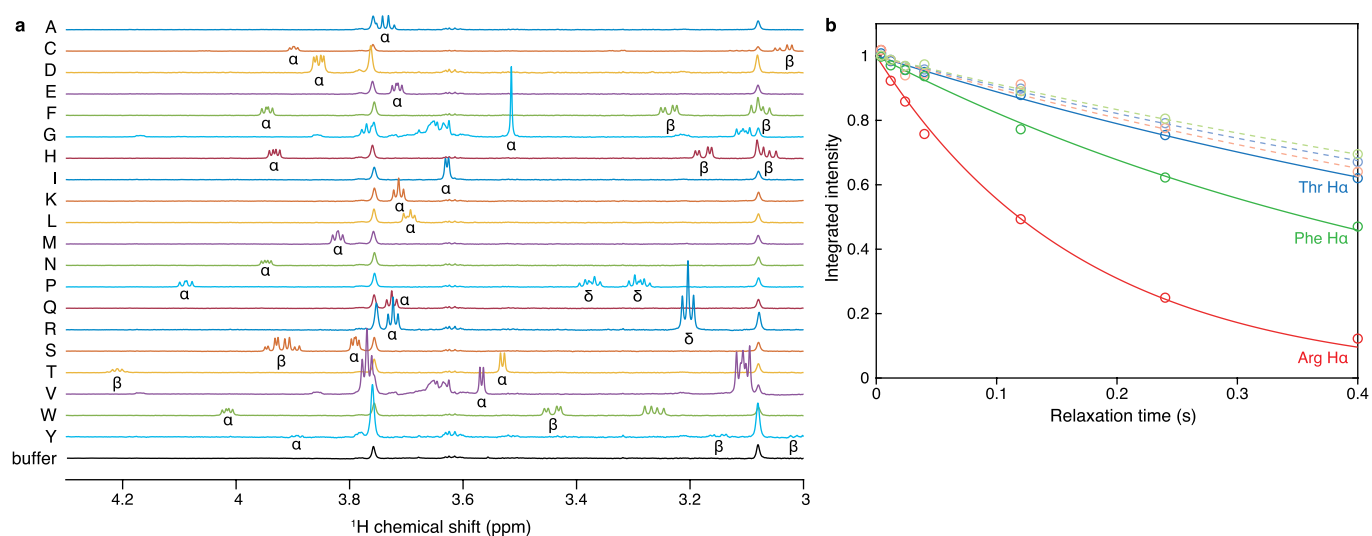 a
A
α
C
α
β
D
α
E
α
F
α
β
β
G
α
H
α
β
β
I
α
K
α
L
α
M
α
N
α
P
α
δ
δ
Q
α
R
α
δ
S
β
α
T
β
α
V
α
W
α
β
Y
α
β
β
buffer
4.2
4
3.8
3.6
3.4
3.2
3
¹H chemical shift (ppm)
b
1
0.8
0.6
0.4
0.2
0
Integrated intensity
Thr Hα
Phe Hα
Arg Hα
0
0.1
0.2
0.3
0.4
Relaxation time (s)